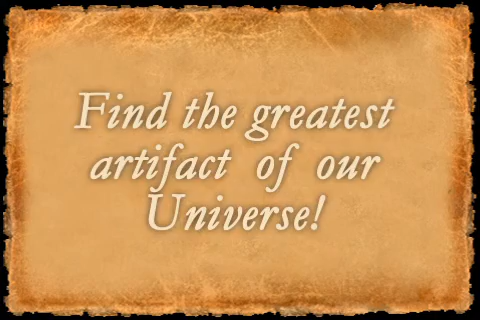 Find the greatest
artifact of our
Universe!